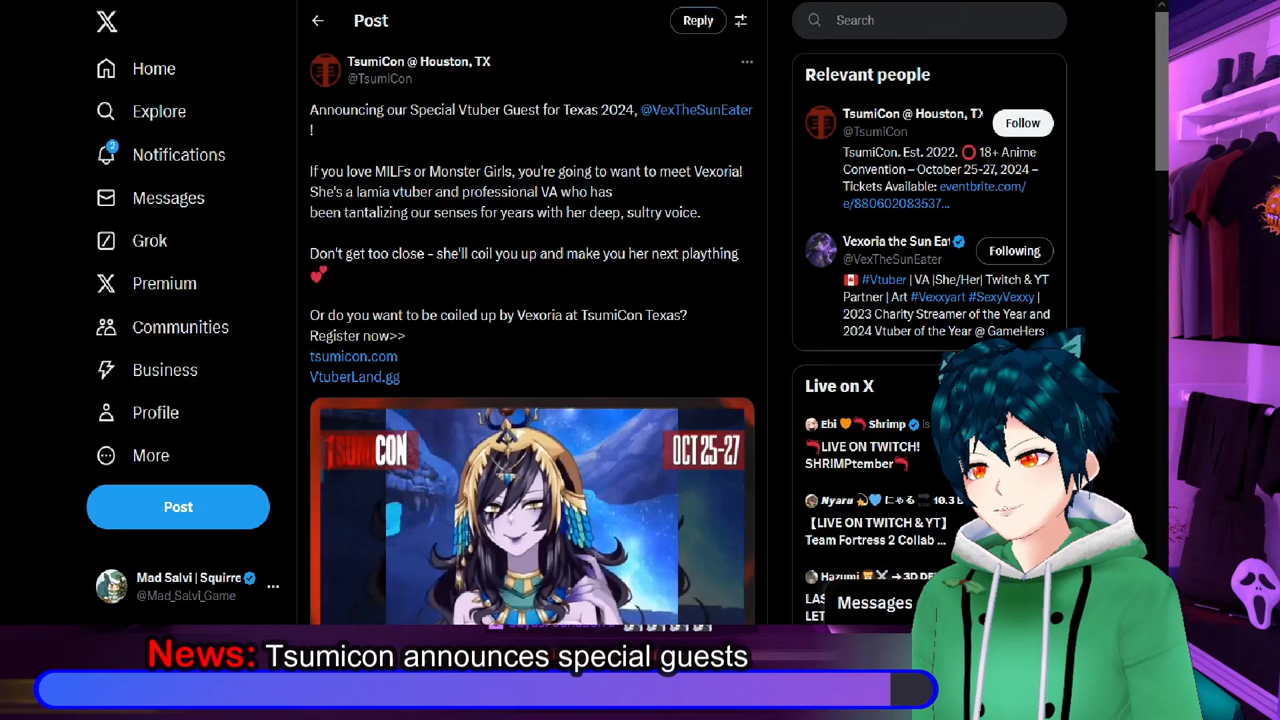 Home
Explore
2
Notifications
Messages
Grok
Premium
Communities
Business
Profile
More
Post
Mad Salvi | Squirre
@Mad_Salvi_Game
Post
Reply
TsumiCon @ Houston, TX
@TsumiCon
Announcing our Special Vtuber Guest for Texas 2024, @VexTheSunEater
!
If you love MILFs or Monster Girls, you're going to want to meet Vexoria!
She's a lamia vtuber and professional VA who has
been tantalizing our senses for years with her deep, sultry voice.
Don't get too close - she'll coil you up and make you her next plaything
💕
Or do you want to be coiled up by Vexoria at TsumiCon Texas?
Register now>>
tsumicon.com
VtuberLand.gg
TSUMICON
OCT 25-27
Search
Relevant people
TsumiCon @ Houston, TX
@TsumiCon
Follow
TsumiCon. Est. 2022. ⭕ 18+ Anime
Convention – October 25-27, 2024 –
Tickets Available: eventbrite.com/
e/880602083537...
Vexoria the Sun Eat
@VexTheSunEater
Following
🇨🇦 #Vtuber | VA |She/Her| Twitch & YT
Partner | Art #Vexxyart #SexyVexxy |
2023 Charity Streamer of the Year and
2024 Vtuber of the Year @ GameHers
Live on X
Ebi 🧡🦐 Shrimp is
🦐LIVE ON TWITCH!
SHRIMPtember🦐
Nyaru 💫💙 にゃる 10.3
【LIVE ON TWITCH & YT】
Team Fortress 2 Collab ...
Hazumi → 3D DE
Messages
News: Tsumicon announces special guests